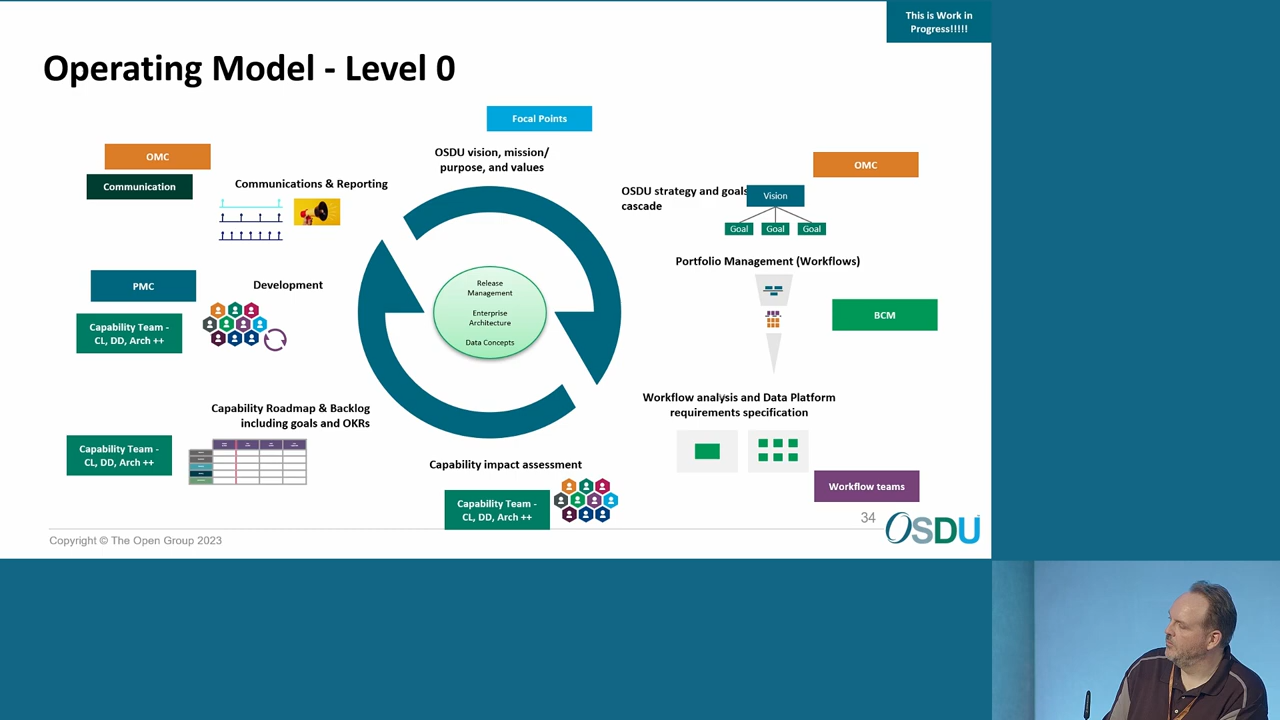 This is Work in
Progress!!!!!
Operating Model - Level 0
Focal Points
OSDU vision, mission/
purpose, and values
OMC
Communication
Communications & Reporting
OMC
OSDU strategy and goals
cascade
Vision
Goal
Goal
Goal
Portfolio Management (Workflows)
PMC
Development
Capability Team -
CL, DD, Arch ++
Release
Management
Enterprise
Architecture
Data Concepts
BCM
Workflow analysis and Data Platform
requirements specification
Capability Roadmap & Backlog
including goals and OKRs
Capability Team -
CL, DD, Arch ++
Capability impact assessment
Capability Team -
CL, DD, Arch ++
Workflow teams
34
OSDU
Copyright © The Open Group 2023